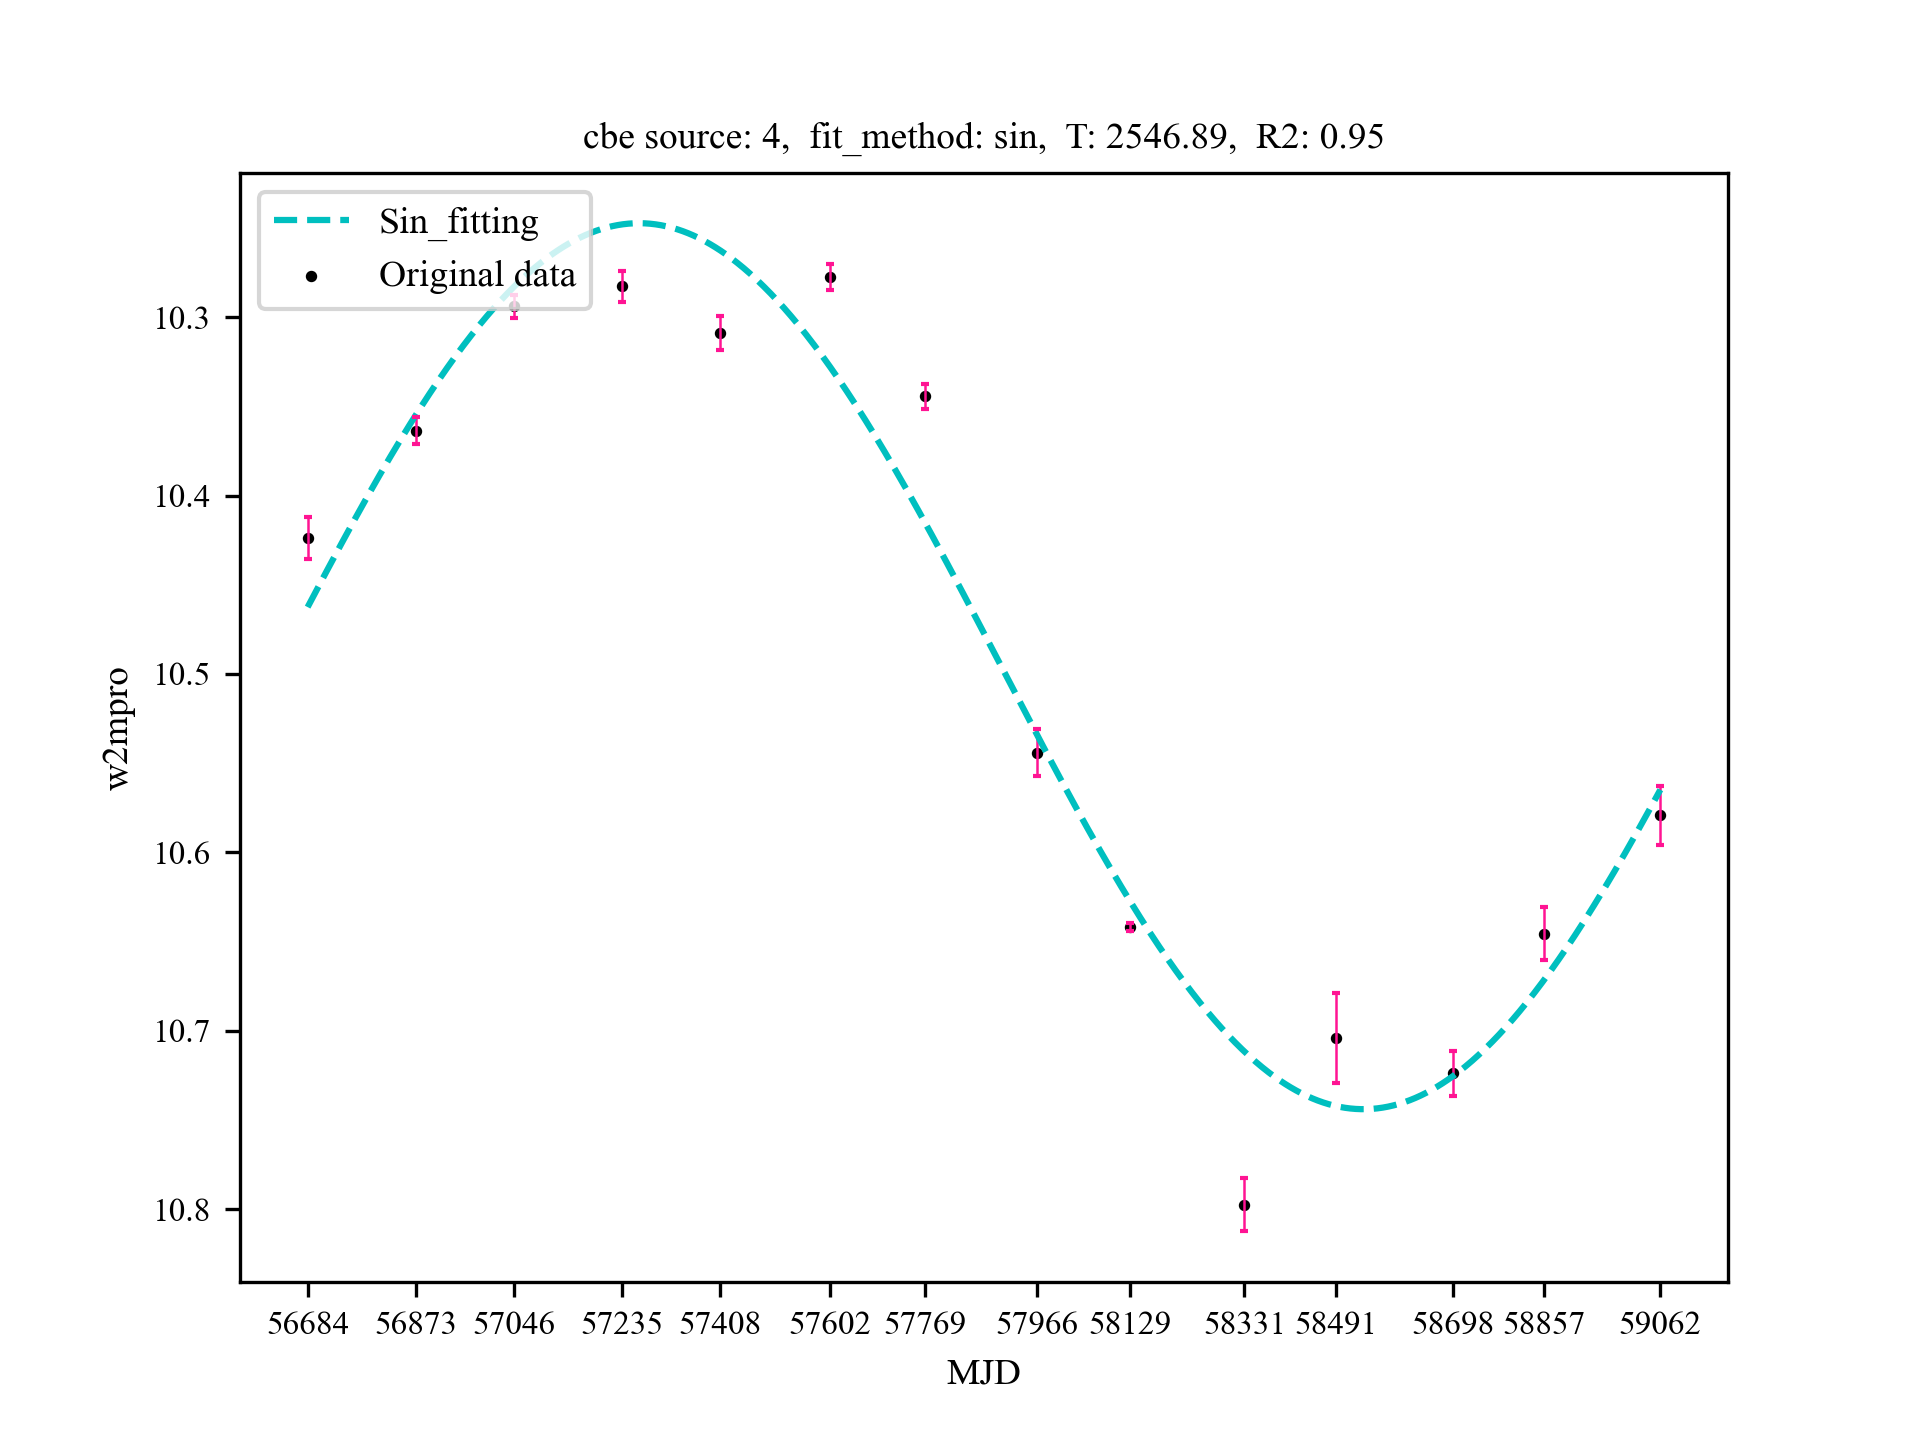 cbe source: 4,  fit_method: sin,  T: 2546.89,  R2: 0.95
Sin_fitting
Original data
10.3
10.4
10.5
10.6
10.7
10.8
w2mpro
56684 56873 57046 57235 57408 57602 57769 57966 58129 58331 58491 58698 58857 59062
MJD